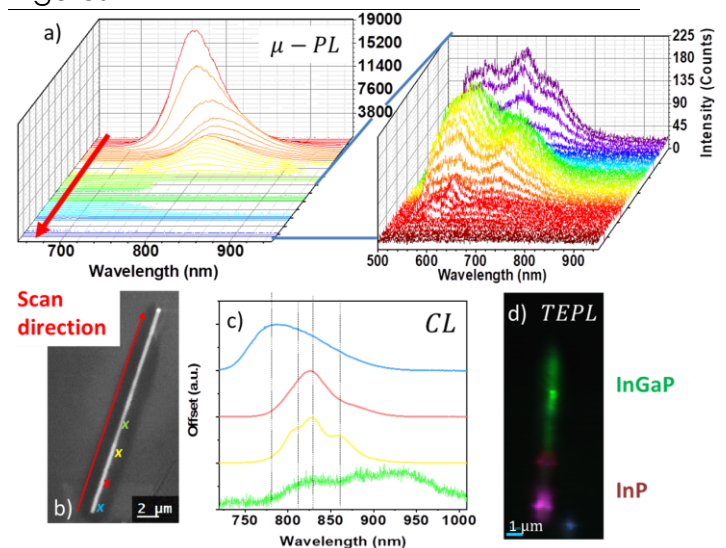 a)
μ – PL
19000
15200
11400
7600
3800
700 800 900
Wavelength (nm)
225
180
135
90
45
0
Intensity (Counts)
500 600 700 800 900
Wavelength (nm)
Scan
direction
x
x
x
x
b)
2 μm
c)
CL
Offset (a.u.)
800 850 900 950 1000
Wavelength (nm)
d) TEPL
1 μm
InGaP
InP